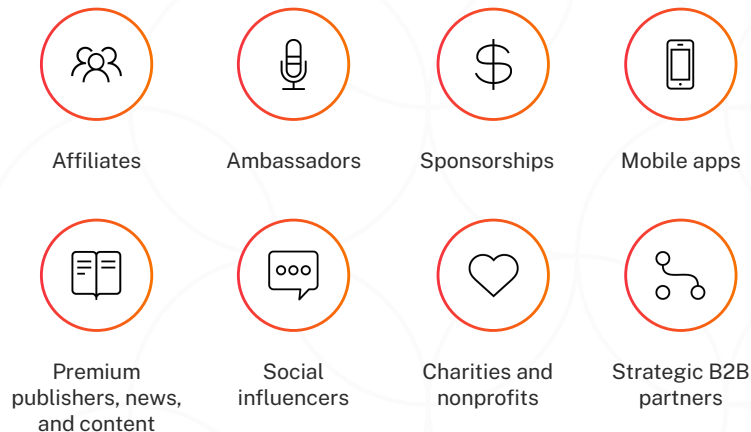 Affiliates
Ambassadors
Sponsorships
Mobile apps
Premium
publishers, news,
and content
Social
influencers
Charities and
nonprofits
Strategic B2B
partners